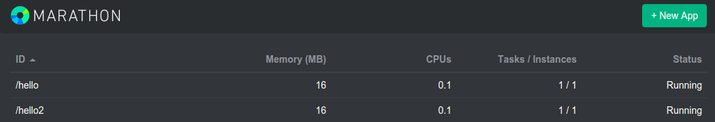 MARATHON
+ New App
ID Memory (MB) CPUs Tasks / Instances Status
/hello 16 0.1 1 / 1 Running
/hello2 16 0.1 1 / 1 Running